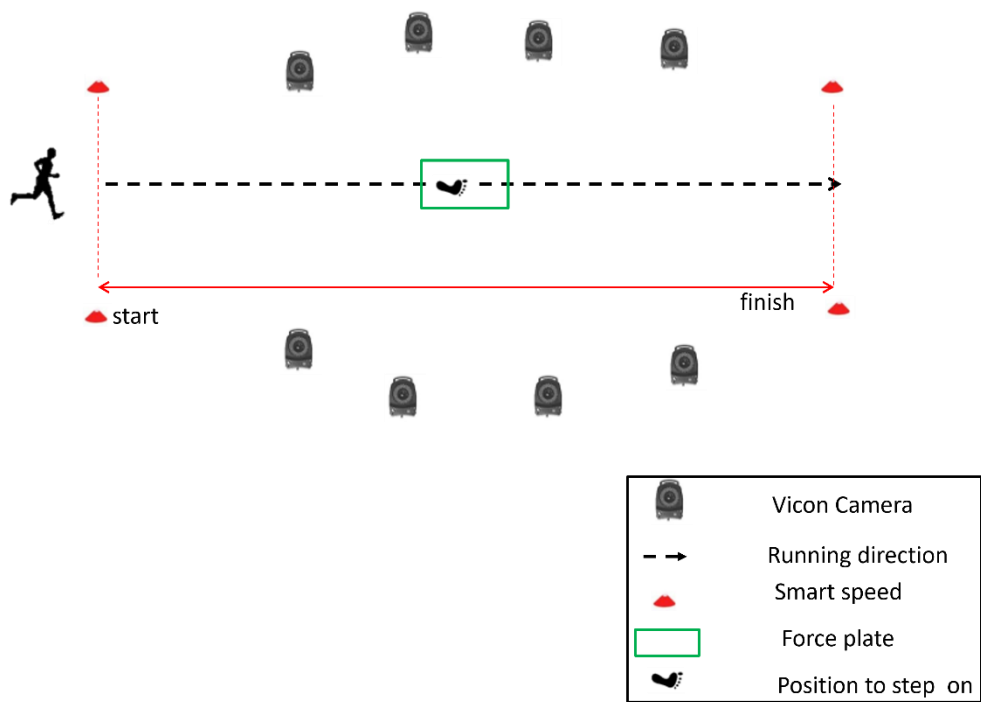 finish
start
Vicon Camera
Running direction
Smart speed
Force plate
Position to step on